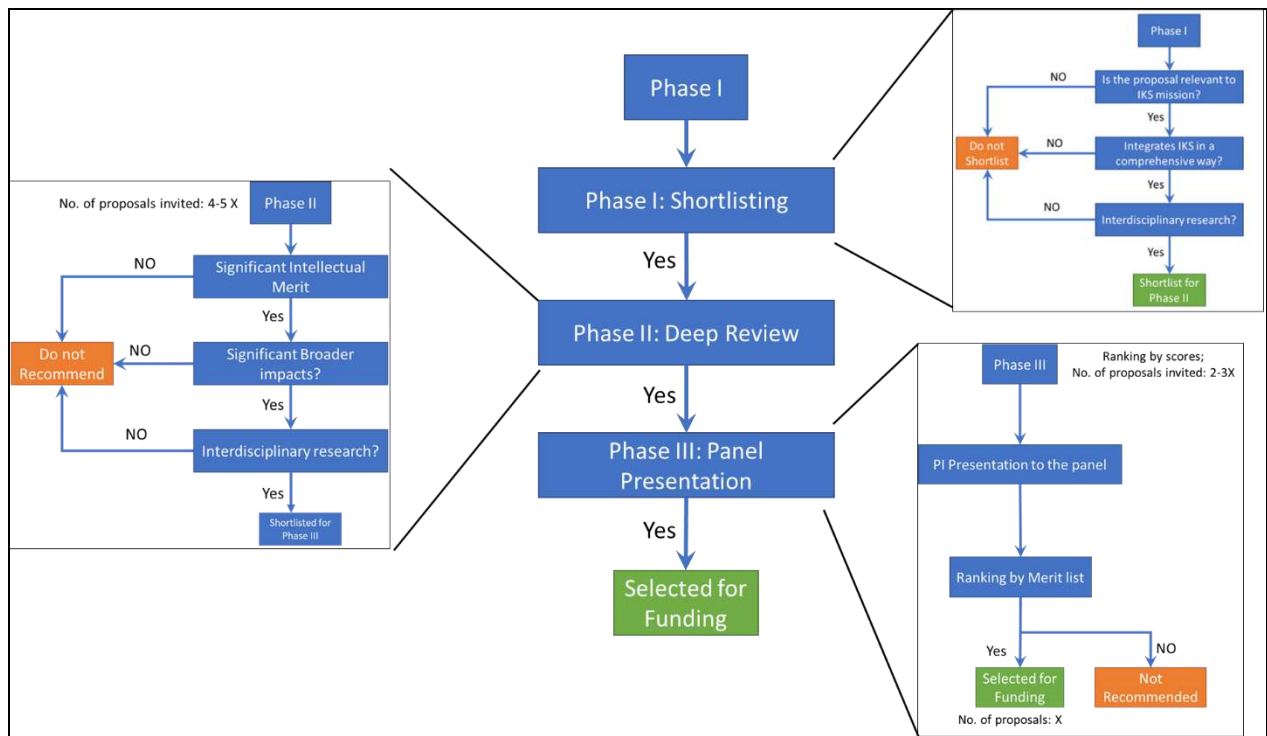 Phase I
Phase I: Shortlisting
Yes
Phase II: Deep Review
Yes
Phase III: Panel
Presentation
Yes
Selected for
Funding
No. of proposals invited: 4-5 X
Phase II
Significant Intellectual
Merit
NO
Yes
Significant Broader
impacts?
NO
Do not
Recommend
Yes
Interdisciplinary research?
NO
Yes
Shortlisted for
Phase III
Phase I
Is the proposal relevant to
IKS mission?
NO
Yes
Integrates IKS in a
comprehensive way?
NO
Do not
Shortlist
Yes
Interdisciplinary research?
NO
Yes
Shortlist for
Phase II
Phase III
Ranking by scores;
No. of proposals invited: 2-3X
PI Presentation to the panel
Ranking by Merit list
Yes
NO
Selected for
Funding
Not
Recommended
No. of proposals: X